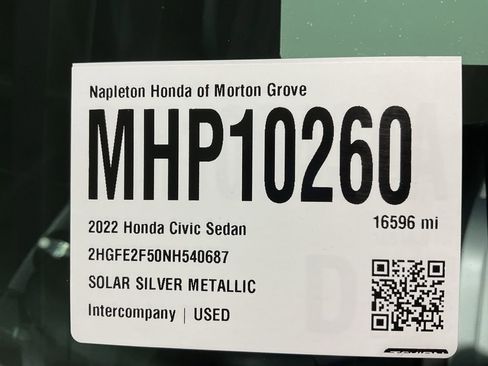 Napleton Honda of Morton Grove
MHP10260
16596 mi
2022 Honda Civic Sedan
2HGFE2F50NH540687
SOLAR SILVER METALLIC
Intercompany | USED